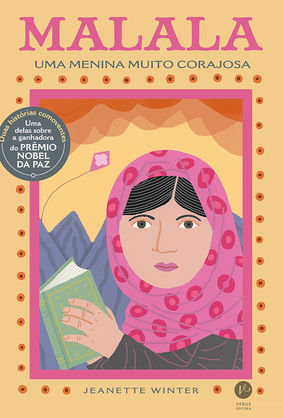 MALALA
UMA MENINA MUITO CORAJOSA
Duas histórias comoventes
Uma
delas sobre
a ganhadora
do PRÊMIO
NOBEL
DA PAZ
JEANETTE WINTER
VERUS
EDITORA